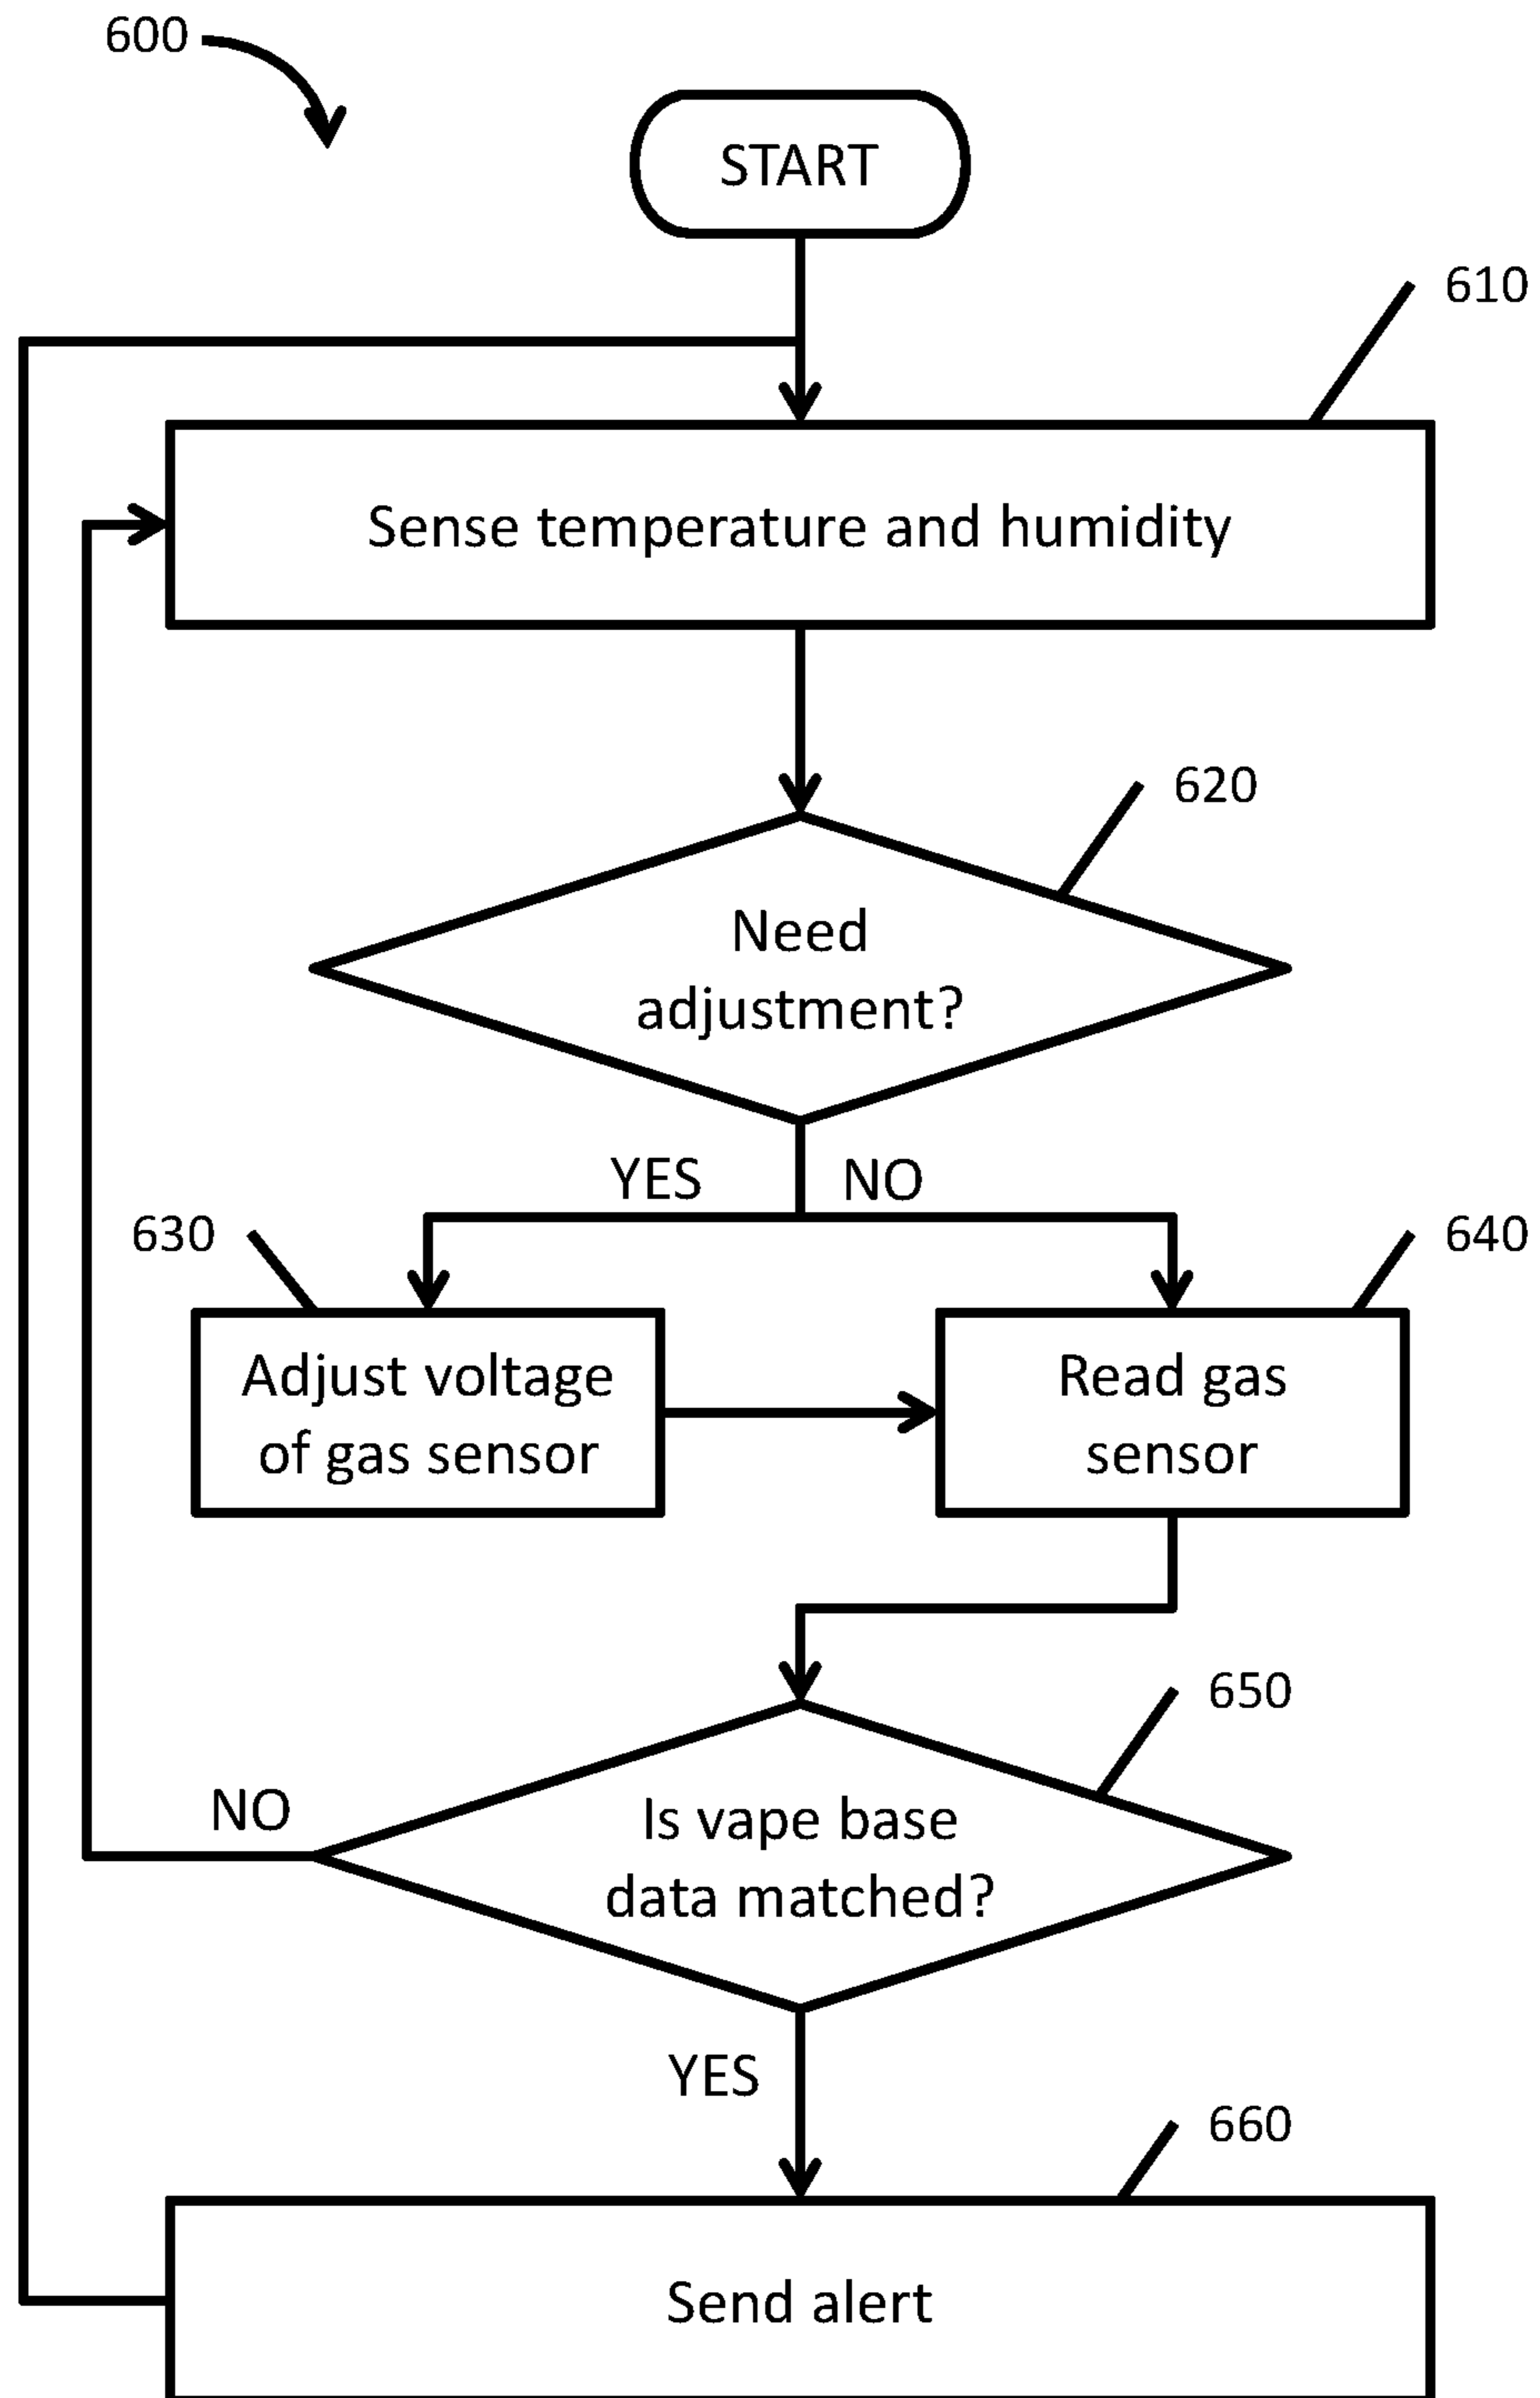 600
START
610
Sense temperature and humidity
620
Need
adjustment?
YES
NO
630
640
Adjust voltage
of gas sensor
Read gas
sensor
650
NO
Is vape base
data matched?
YES
660
Send alert